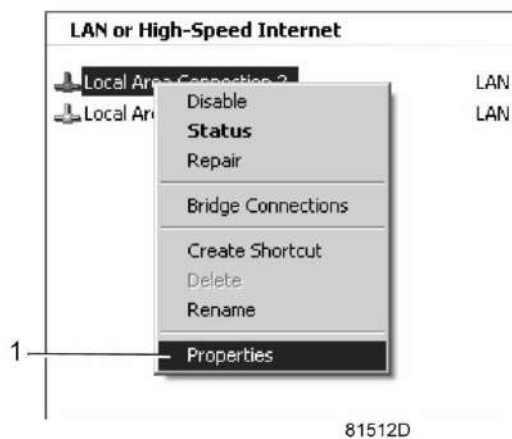 LAN or High-Speed Internet
Local Area Connection 2 LAN
Local Are LAN
Disable
Status
Repair
Bridge Connections
Create Shortcut
Delete
Rename
1 Properties
81512D